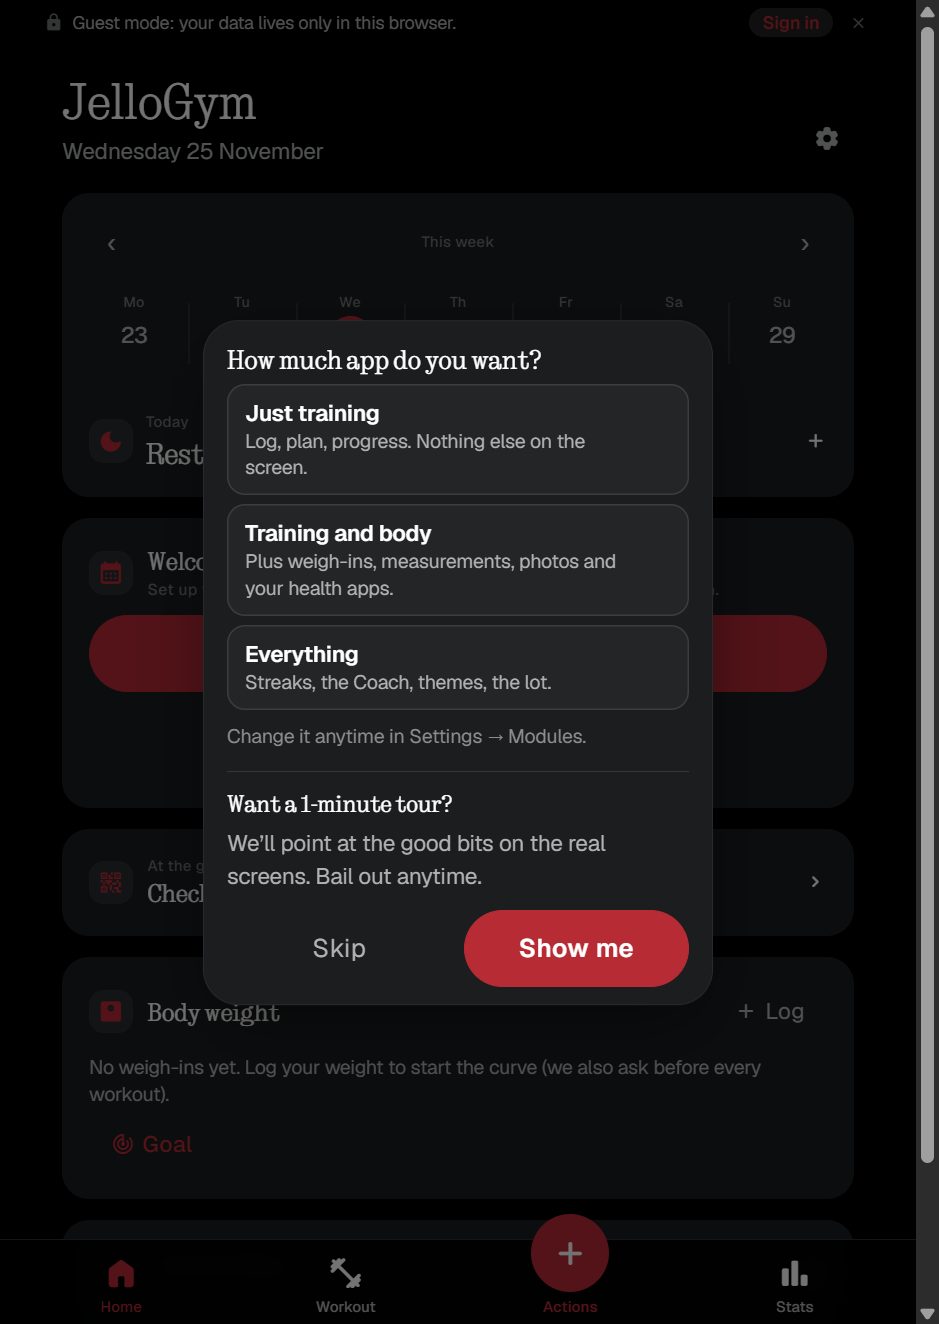 Guest mode: your data lives only in this browser.
Sign in
JelloGym
Wednesday 25 November
This week
Mo Tu We Th Fr Sa Su
23 29
How much app do you want?
Just training
Log, plan, progress. Nothing else on the
screen.
Training and body
Plus weigh-ins, measurements, photos and
your health apps.
Everything
Streaks, the Coach, themes, the lot.
Change it anytime in Settings → Modules.
Want a 1-minute tour?
We’ll point at the good bits on the real
screens. Bail out anytime.
Skip
Show me
Today
Rest
Set up
At the
Body weight
+ Log
No weigh-ins yet. Log your weight to start the curve (we also ask before every
workout).
Goal
Home
Workout
Actions
Stats